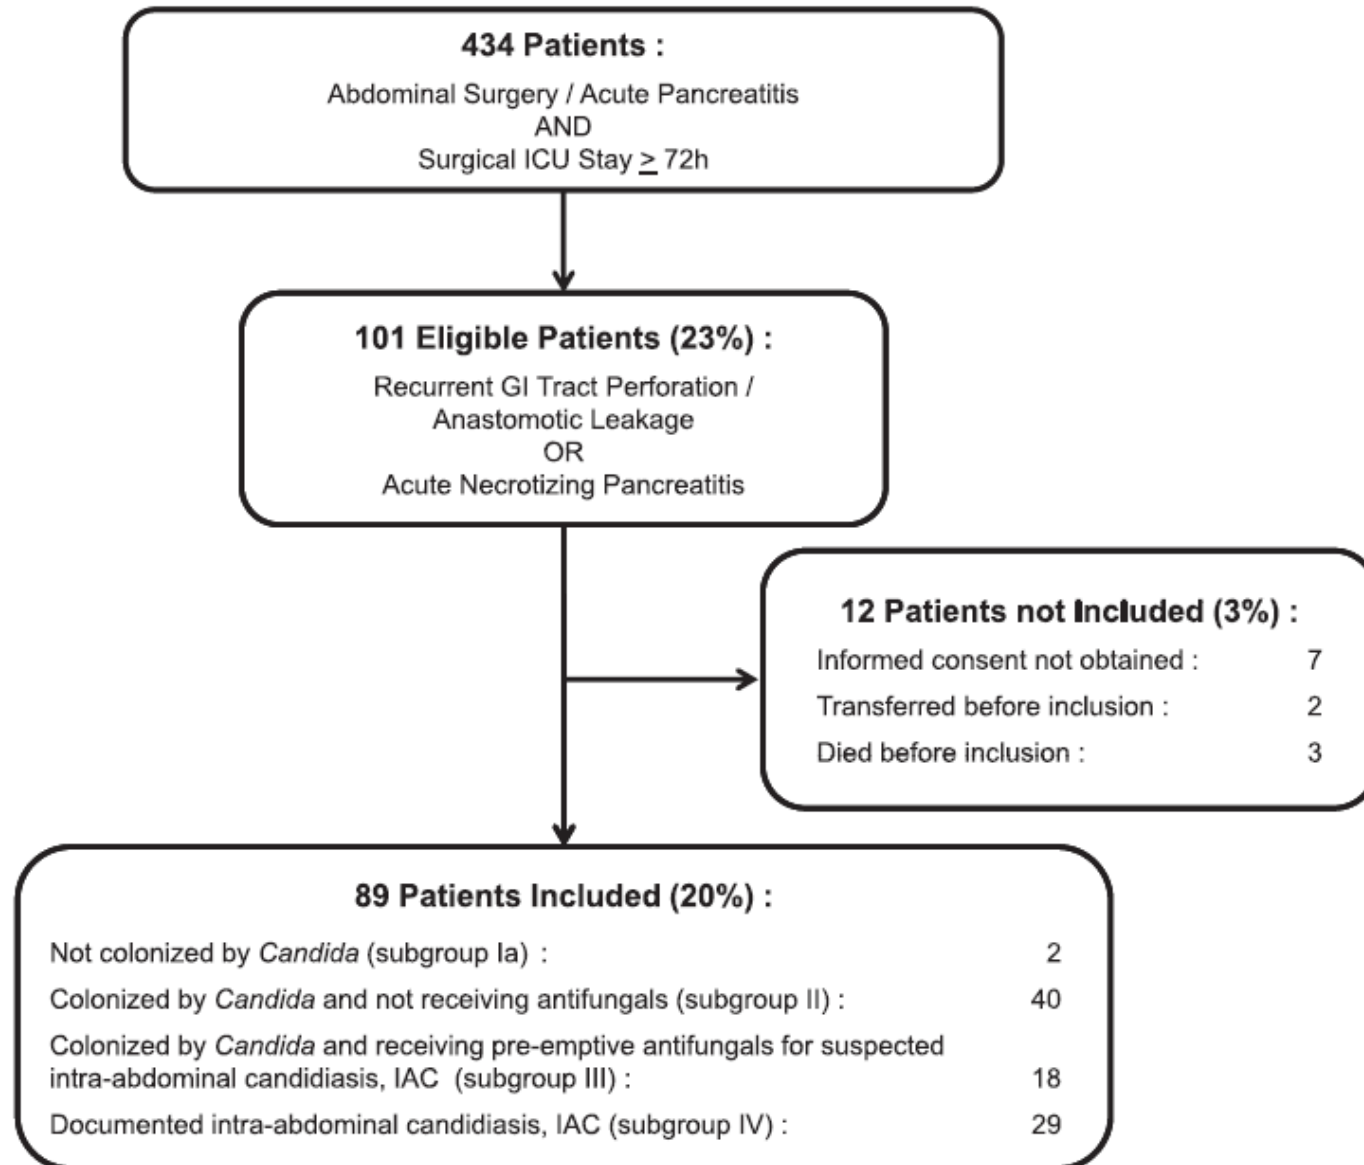 434 Patients :
Abdominal Surgery / Acute Pancreatitis
AND
Surgical ICU Stay ≥ 72h
101 Eligible Patients (23%) :
Recurrent GI Tract Perforation /
Anastomotic Leakage
OR
Acute Necrotizing Pancreatitis
12 Patients not Included (3%) :
Informed consent not obtained : 7
Transferred before inclusion : 2
Died before inclusion : 3
89 Patients Included (20%) :
Not colonized by Candida (subgroup Ia) : 2
Colonized by Candida and not receiving antifungals (subgroup II) : 40
Colonized by Candida and receiving pre-emptive antifungals for suspected
intra-abdominal candidiasis, IAC (subgroup III) : 18
Documented intra-abdominal candidiasis, IAC (subgroup IV) : 29